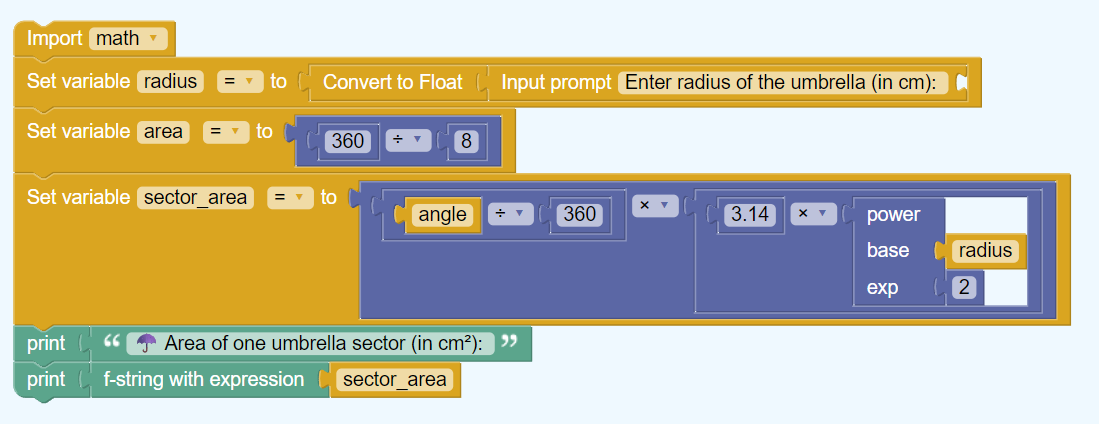 Import math
Set variable radius = to Convert to Float Input prompt Enter radius of the umbrella (in cm):
Set variable area = to 360 ÷ 8
Set variable sector_area = to angle ÷ 360 × 3.14 × power
base radius
exp 2
print “ ☂ Area of one umbrella sector (in cm²): ”
print f-string with expression sector_area